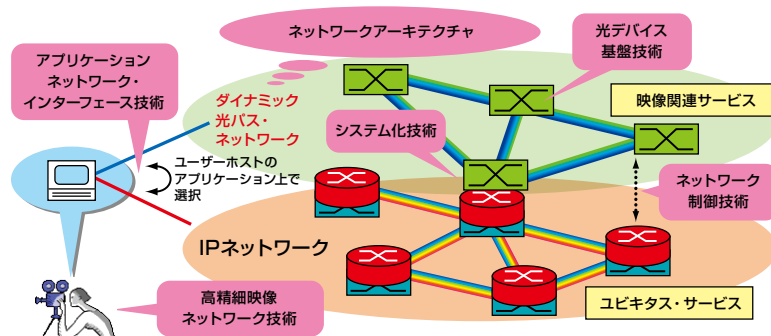 ネットワークアーキテクチャ
光デバイス
基盤技術
アプリケーション
ネットワーク・
インターフェース技術
ダイナミック
光パス・
ネットワーク
映像関連サービス
システム化技術
ユーザーホストの
アプリケーション上で
選択
ネットワーク
制御技術
IPネットワーク
高精細映像
ネットワーク技術
ユビキタス・サービス